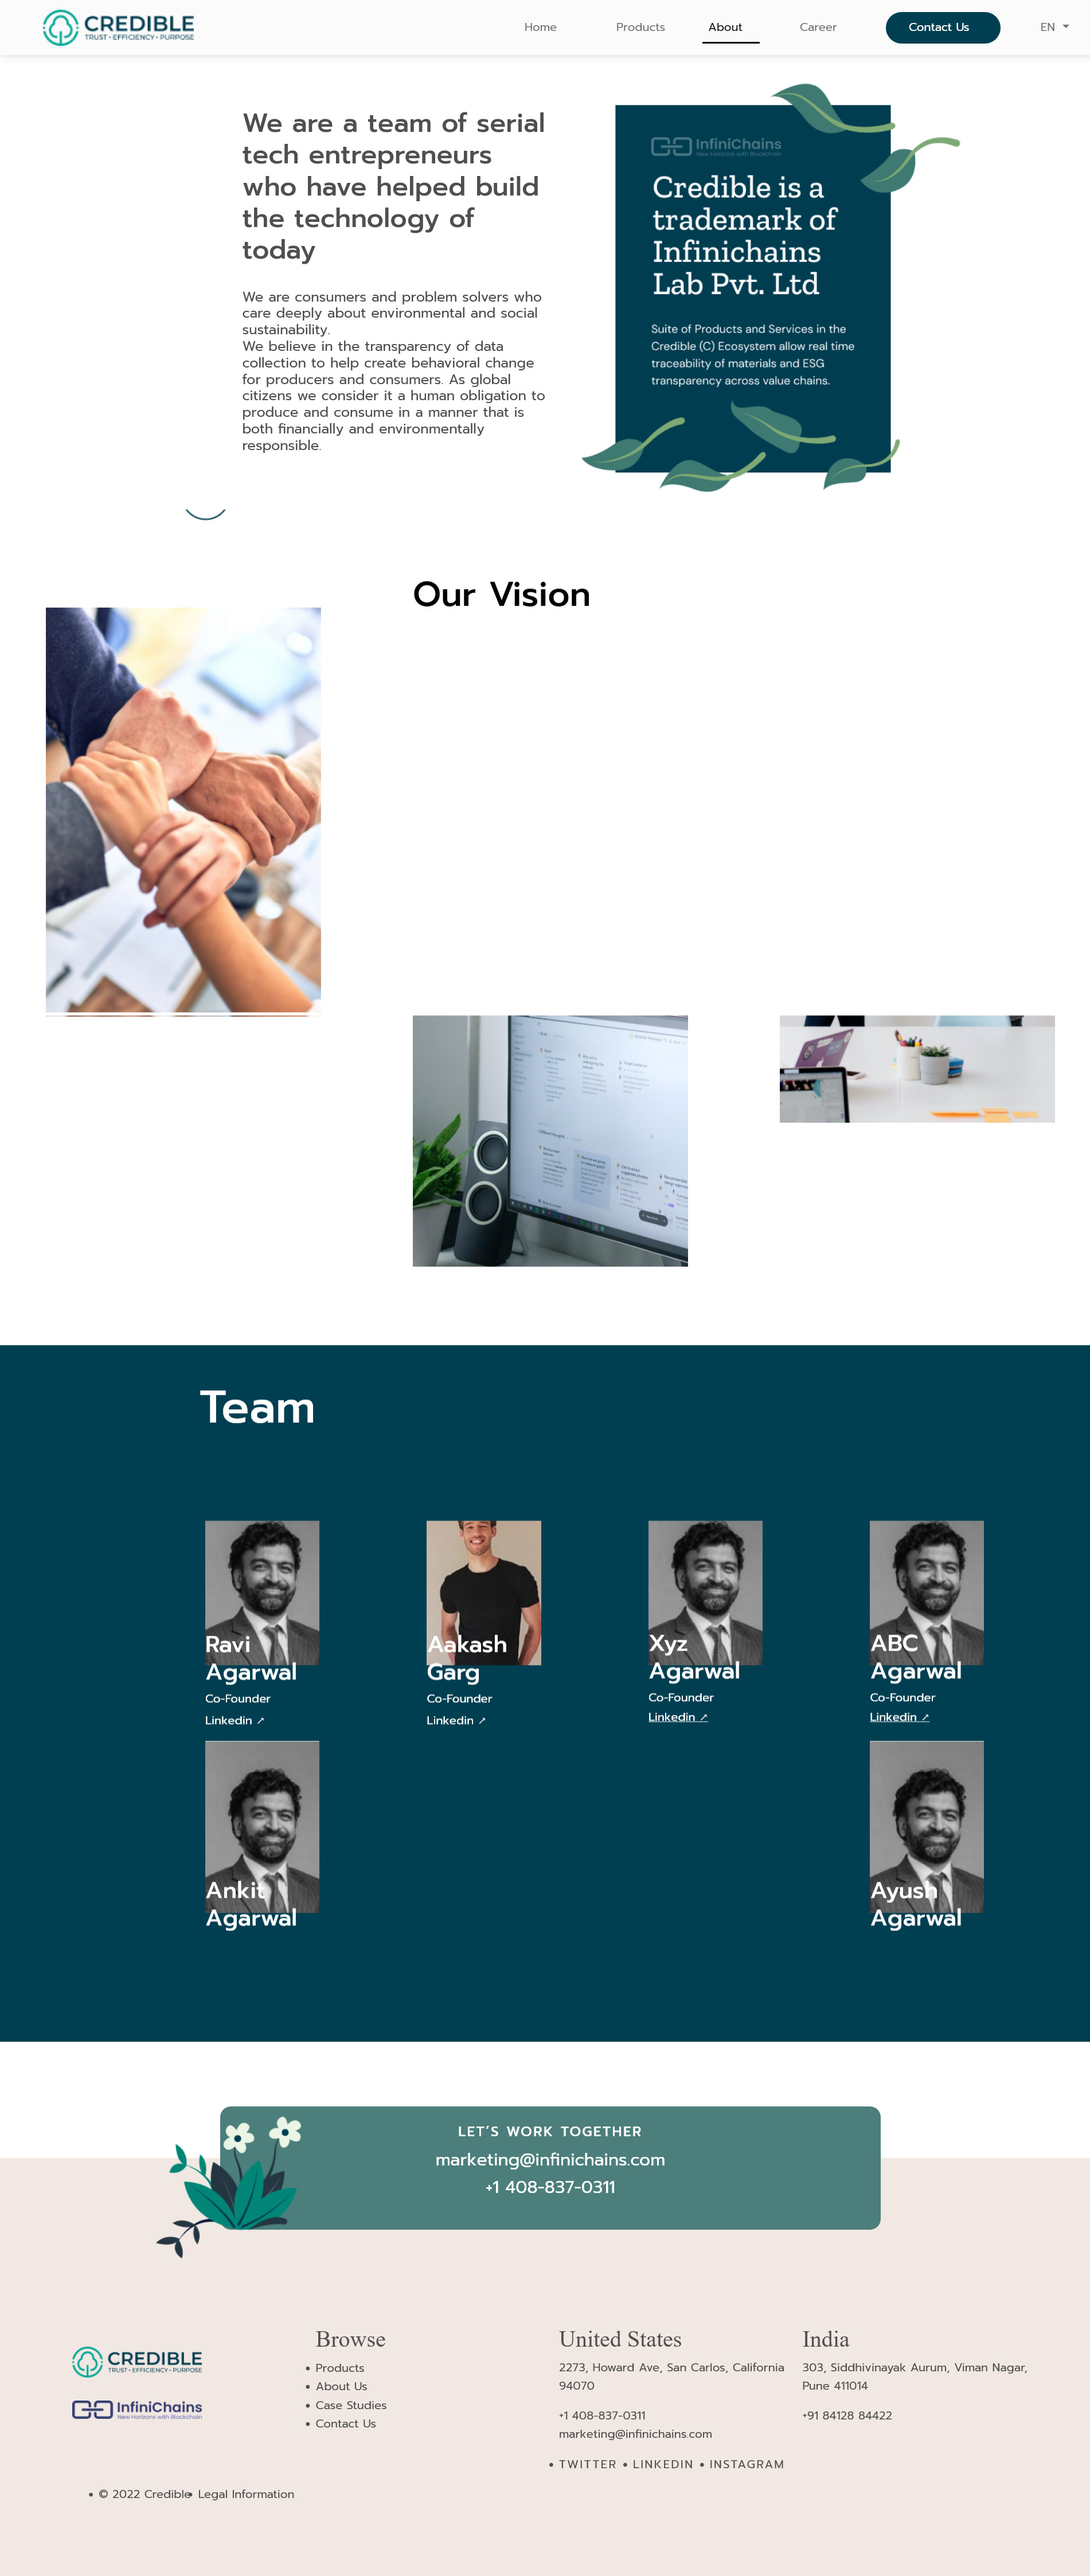 CREDIBLE
TRUST • EFFICIENCY • PURPOSE
Home
Products
About
Career
Contact Us
EN
We are a team of serial
tech entrepreneurs
who have helped build
the technology of
today
We are consumers and problem solvers who
care deeply about environmental and social
sustainability.
We believe in the transparency of data
collection to help create behavioral change
for producers and consumers. As global
citizens we consider it a human obligation to
produce and consume in a manner that is
both financially and environmentally
responsible.
InfiniChains
New Horizons with Blockchain
Credible is a
trademark of
Infinichains
Lab Pvt. Ltd
Suite of Products and Services in the
Credible (C) Ecosystem allow real time
traceability of materials and ESG
transparency across value chains.
Our Vision
Team
Ravi
Agarwal
Co-Founder
Linkedin ↗
Aakash
Garg
Co-Founder
Linkedin ↗
Xyz
Agarwal
Co-Founder
Linkedin ↗
ABC
Agarwal
Co-Founder
Linkedin ↗
Ankit
Agarwal
Ayush
Agarwal
LET'S WORK TOGETHER
marketing@infinichains.com
+1 408-837-0311
CREDIBLE
TRUST • EFFICIENCY • PURPOSE
InfiniChains
New Horizons with Blockchain
Browse
• Products
• About Us
• Case Studies
• Contact Us
United States
2273, Howard Ave, San Carlos, California
94070
+1 408-837-0311
marketing@infinichains.com
• TWITTER • LINKEDIN • INSTAGRAM
India
303, Siddhivinayak Aurum, Viman Nagar,
Pune 411014
+91 84128 84422
• © 2022 Credible • Legal Information